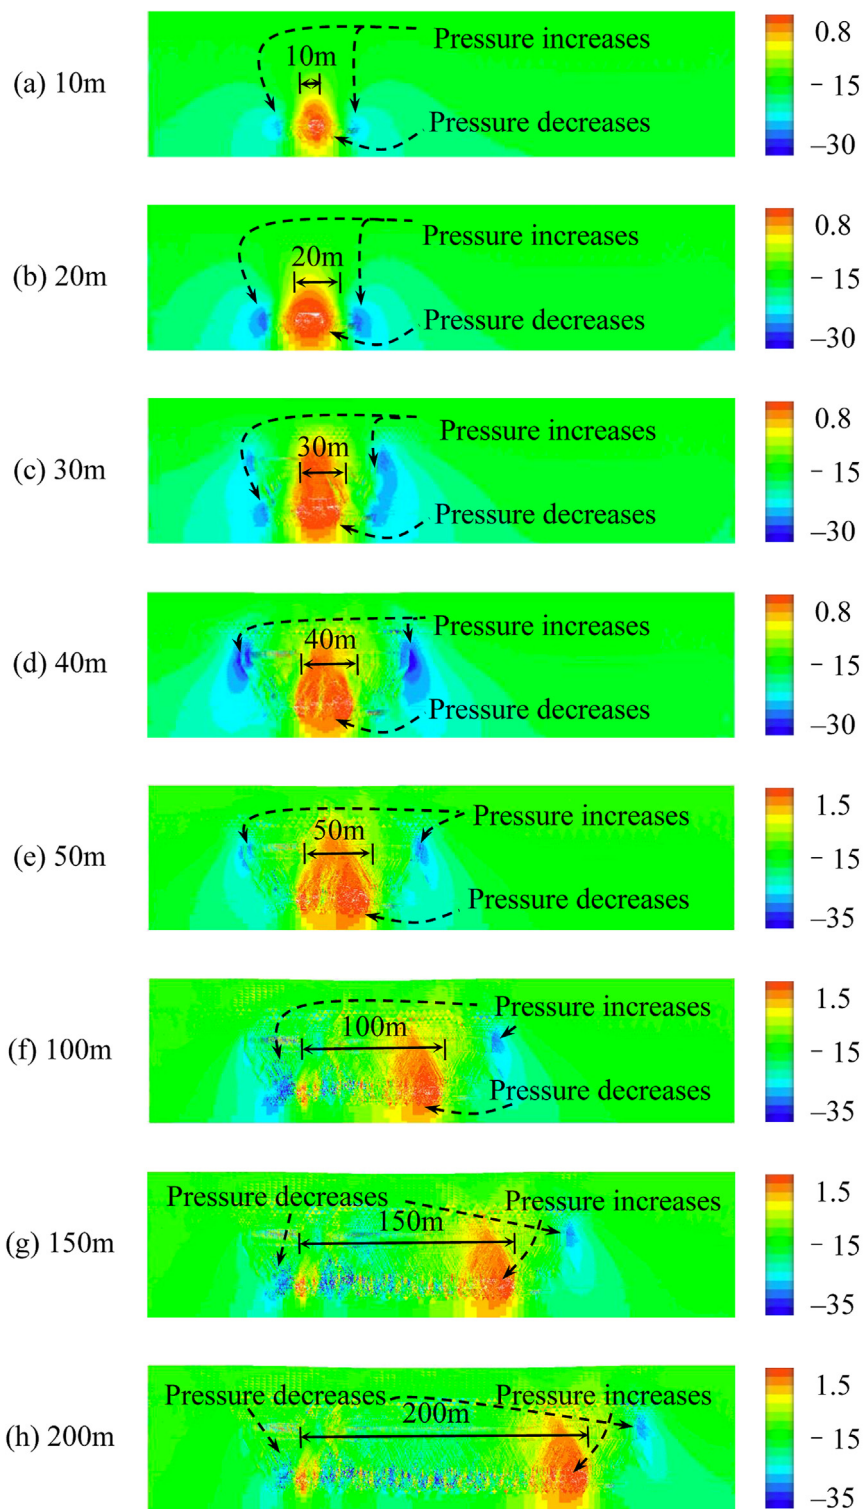 Pressure increases
0.8
10m
(a) 10m
– 15
Pressure decreases
–30
0.8
Pressure increases
20m
(b) 20m
– 15
Pressure decreases
–30
0.8
Pressure increases
30m
(c) 30m
– 15
Pressure decreases
–30
0.8
Pressure increases
40m
(d) 40m
– 15
Pressure decreases
–30
1.5
Pressure increases
50m
(e) 50m
– 15
Pressure decreases
–35
1.5
Pressure increases
100m
(f) 100m
– 15
Pressure decreases
–35
1.5
Pressure decreases
Pressure increases
150m
(g) 150m
– 15
–35
1.5
Pressure decreases
Pressure increases
200m
(h) 200m
– 15
–35